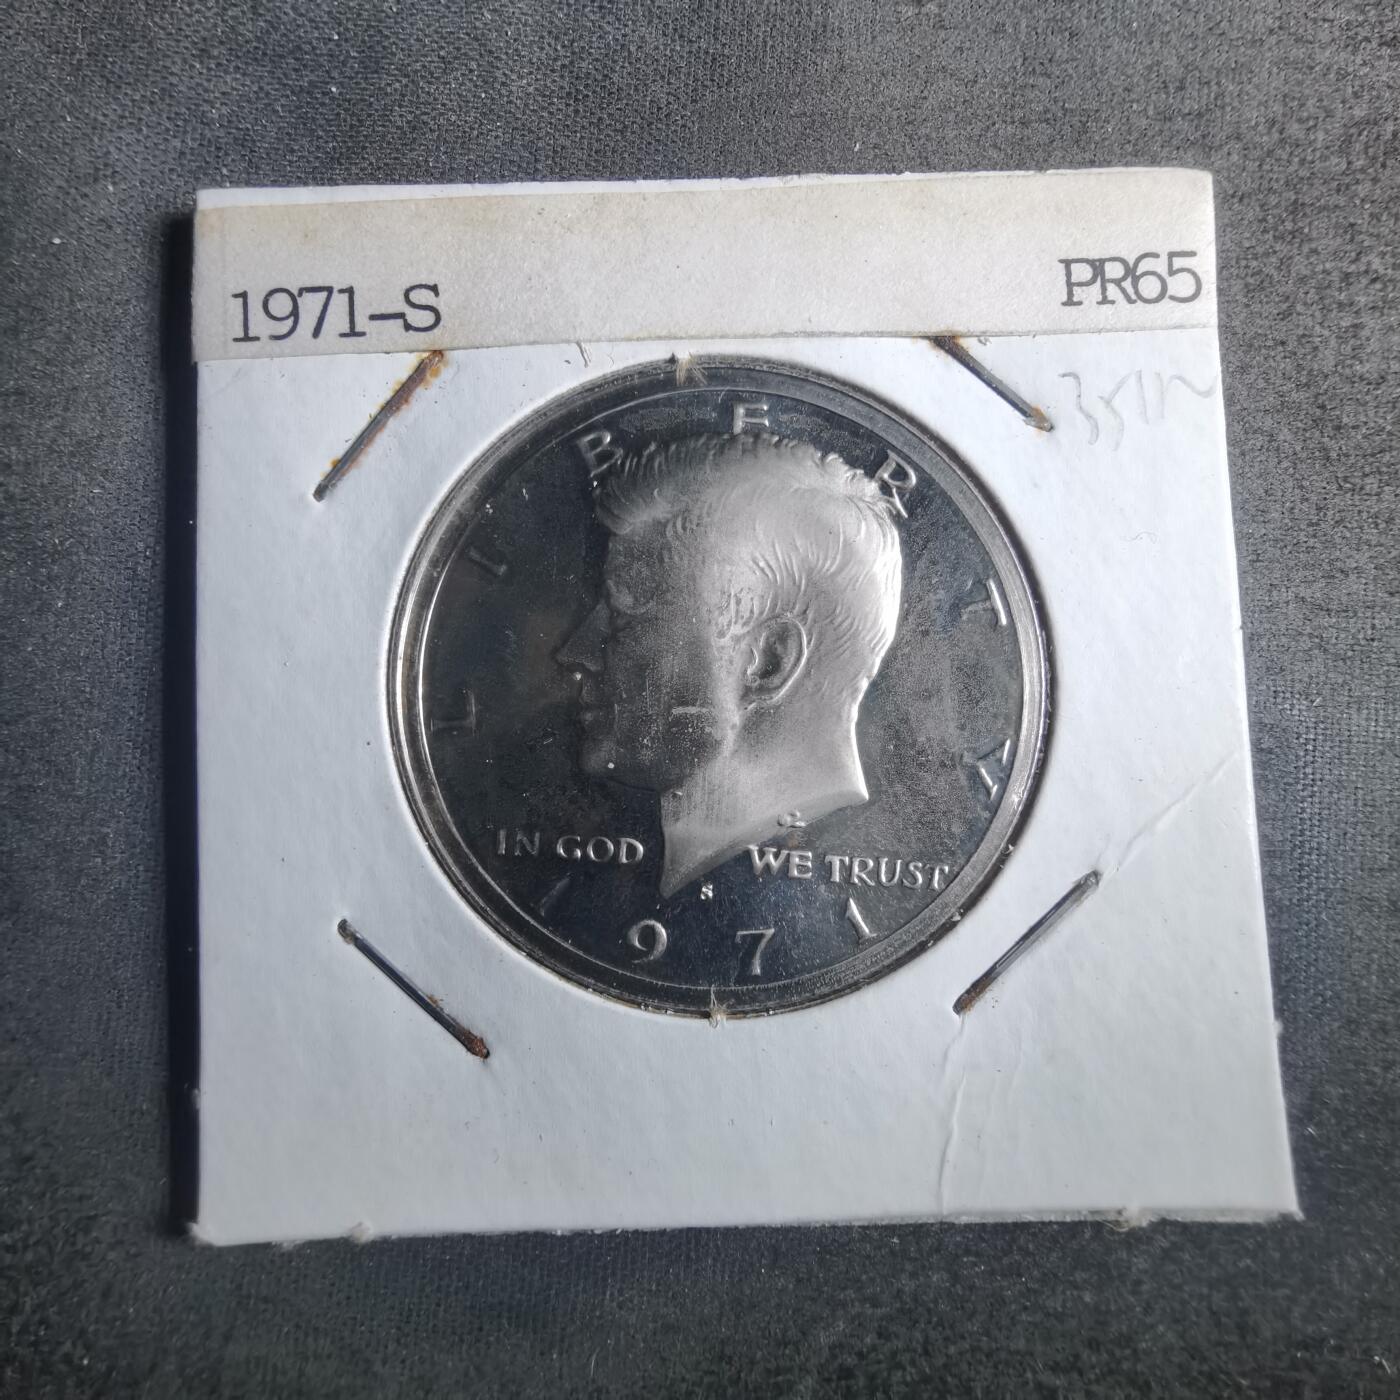 1971-S
PR65
LIBERTY
IN GOD WE TRUST
S
1971